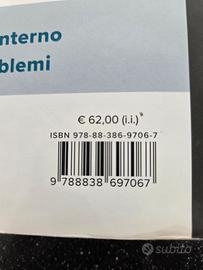 nterno
blemi
€ 62,00 (i.i.)*
ISBN 978-88-386-9706-7
9 788838 697067
subito